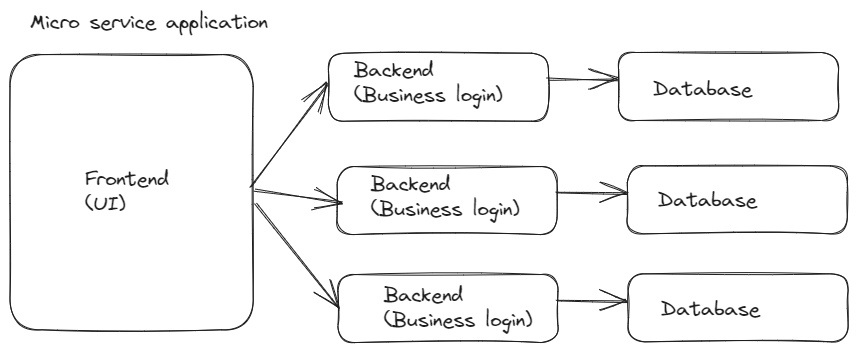 Micro service application
Frontend
(UI)
Backend
(Business login)
Database
Backend
(Business login)
Database
Backend
(Business login)
Database